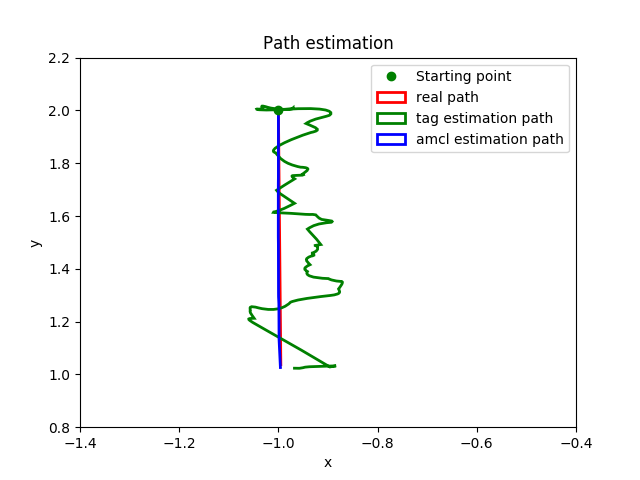 Path estimation
2.2
2.0
1.8
1.6
1.4
1.2
1.0
0.8
y
Starting point
real path
tag estimation path
amcl estimation path
−1.4 −1.2 −1.0 −0.8 −0.6 −0.4
x